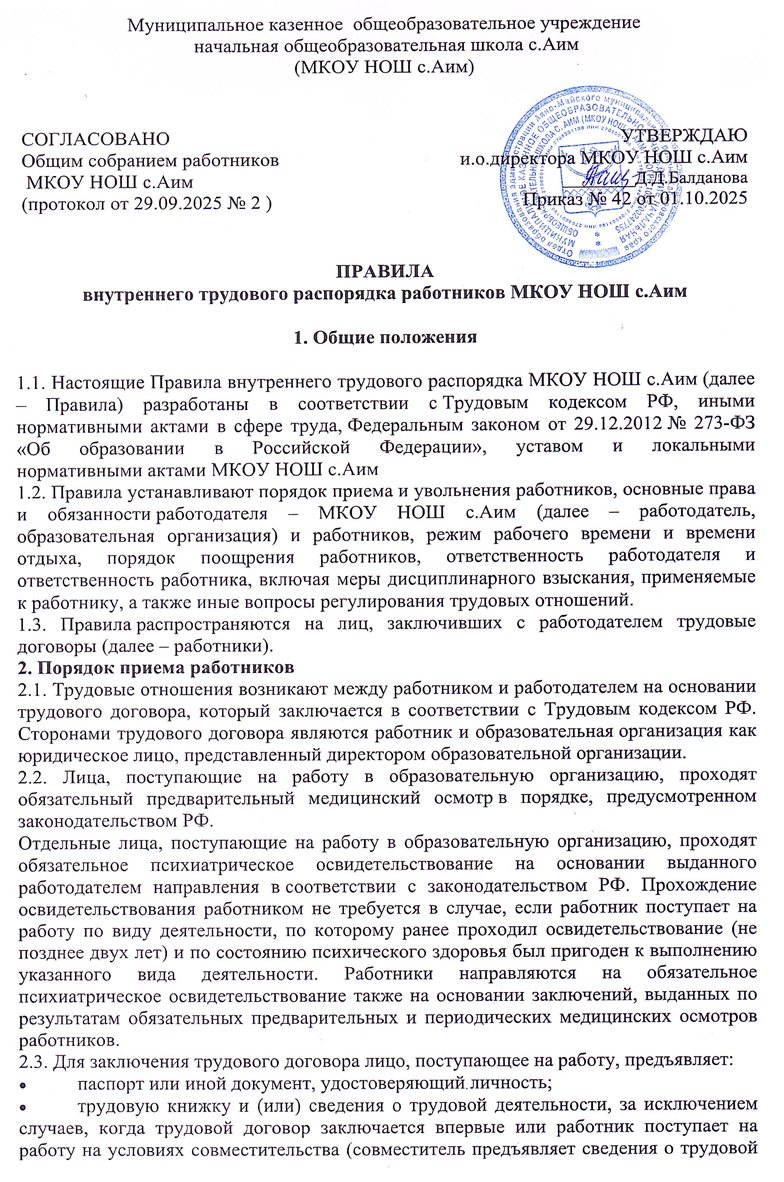 Муниципальное казенное общеобразовательное учреждение
начальная общеобразовательная школа с.Аим
(МКОУ НОШ с.Аим)
СОГЛАСОВАНО
Общим собранием работников
МКОУ НОШ с.Аим
(протокол от 29.09.2025 № 2 )
УТВЕРЖДАЮ
и.о.директора МКОУ НОШ с.Аим
Д.Д.Балданова
Приказ № 42 от 01.10.2025
ПРАВИЛА
внутреннего трудового распорядка работников МКОУ НОШ с.Аим
1. Общие положения
1.1. Настоящие Правила внутреннего трудового распорядка МКОУ НОШ с.Аим (далее
– Правила) разработаны в соответствии с Трудовым кодексом РФ, иными
нормативными актами в сфере труда, Федеральным законом от 29.12.2012 № 273-ФЗ
«Об образовании в Российской Федерации», уставом и локальными
нормативными актами МКОУ НОШ с.Аим
1.2. Правила устанавливают порядок приема и увольнения работников, основные права
и обязанности работодателя – МКОУ НОШ с.Аим (далее – работодатель,
образовательная организация) и работников, режим рабочего времени и времени
отдыха, порядок поощрения работников, ответственность работодателя и
ответственность работника, включая меры дисциплинарного взыскания, применяемые
к работнику, а также иные вопросы регулирования трудовых отношений.
1.3. Правила распространяются на лиц, заключивших с работодателем трудовые
договоры (далее – работники).
2. Порядок приема работников
2.1. Трудовые отношения возникают между работником и работодателем на основании
трудового договора, который заключается в соответствии с Трудовым кодексом РФ.
Сторонами трудового договора являются работник и образовательная организация как
юридическое лицо, представленный директором образовательной организации.
2.2. Лица, поступающие на работу в образовательную организацию, проходят
обязательный предварительный медицинский осмотр в порядке, предусмотренном
законодательством РФ.
Отдельные лица, поступающие на работу в образовательную организацию, проходят
обязательное психиатрическое освидетельствование на основании выданного
работодателем направления в соответствии с законодательством РФ. Прохождение
освидетельствования работником не требуется в случае, если работник поступает на
работу по виду деятельности, по которому ранее проходил освидетельствование (не
позднее двух лет) и по состоянию психического здоровья был пригоден к выполнению
указанного вида деятельности. Работники направляются на обязательное
психиатрическое освидетельствование также на основании заключений, выданных по
результатам обязательных предварительных и периодических медицинских осмотров
работников.
2.3. Для заключения трудового договора лицо, поступающее на работу, предъявляет:
• паспорт или иной документ, удостоверяющий личность;
• трудовую книжку и (или) сведения о трудовой деятельности, за исключением
случаев, когда трудовой договор заключается впервые или работник поступает на
работу на условиях совместительства (совместитель предъявляет сведения о трудовой